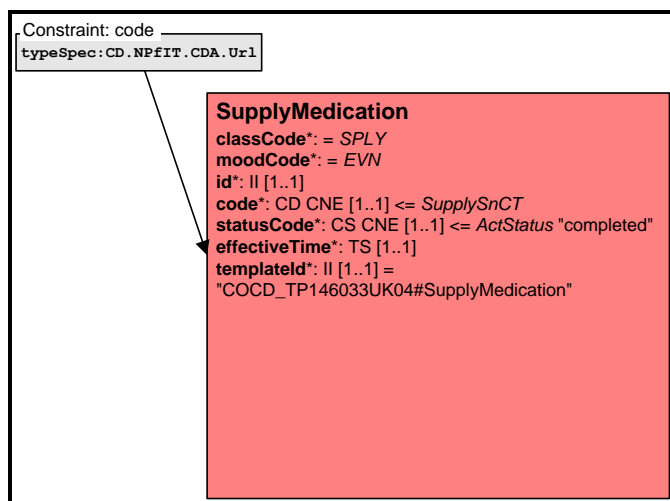 Constraint: code
typeSpec:CD.NPfIT.CDA.Url
SupplyMedication
classCode*: = SPLY
moodCode*: = EVN
id*: II [1..1]
code*: CD CNE [1..1] <= SupplySnCT
statusCode*: CS CNE [1..1] <= ActStatus "completed"
effectiveTime*: TS [1..1]
templateId*: II [1..1] =
"COCD_TP146033UK04#SupplyMedication"